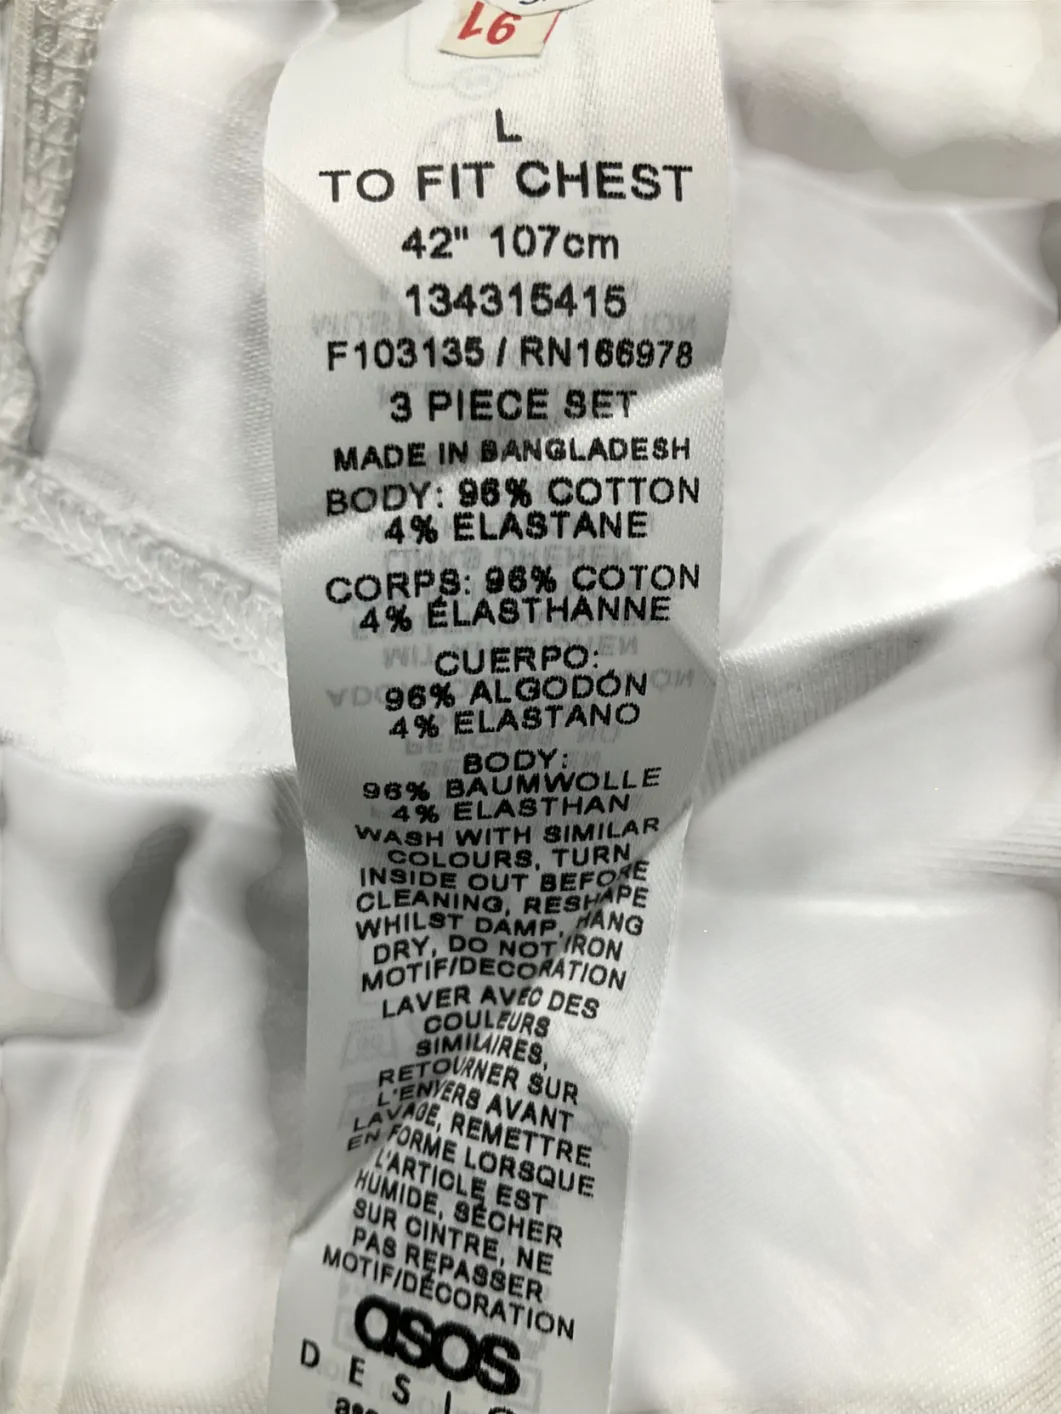 L
TO FIT CHEST
42" 107cm
134315415
F103135 / RN166978
3 PIECE SET
MADE IN BANGLADESH
BODY: 96% COTTON
4% ELASTANE
CORPS: 96% COTON
4% ÉLASTHANNE
CUERPO:
96% ALGODÓN
4% ELASTANO
BODY:
96% BAUMWOLLE
4% ELASTHAN
WASH WITH SIMILAR
COLOURS, TURN
INSIDE OUT BEFORE
CLEANING, RESHAPE
WHILST DAMP, HANG
DRY, DO NOT IRON
MOTIF/DECORATION
LAVER AVEC DES
COULEURS
SIMILAIRES,
RETOURNER SUR
L'ENVERS AVANT
LAVAGE, REMETTRE
EN FORME LORSQUE
L'ARTICLE EST
HUMIDE, SÉCHER
SUR CINTRE, NE
PAS REPASSER
MOTIF/DÉCORATION
asos